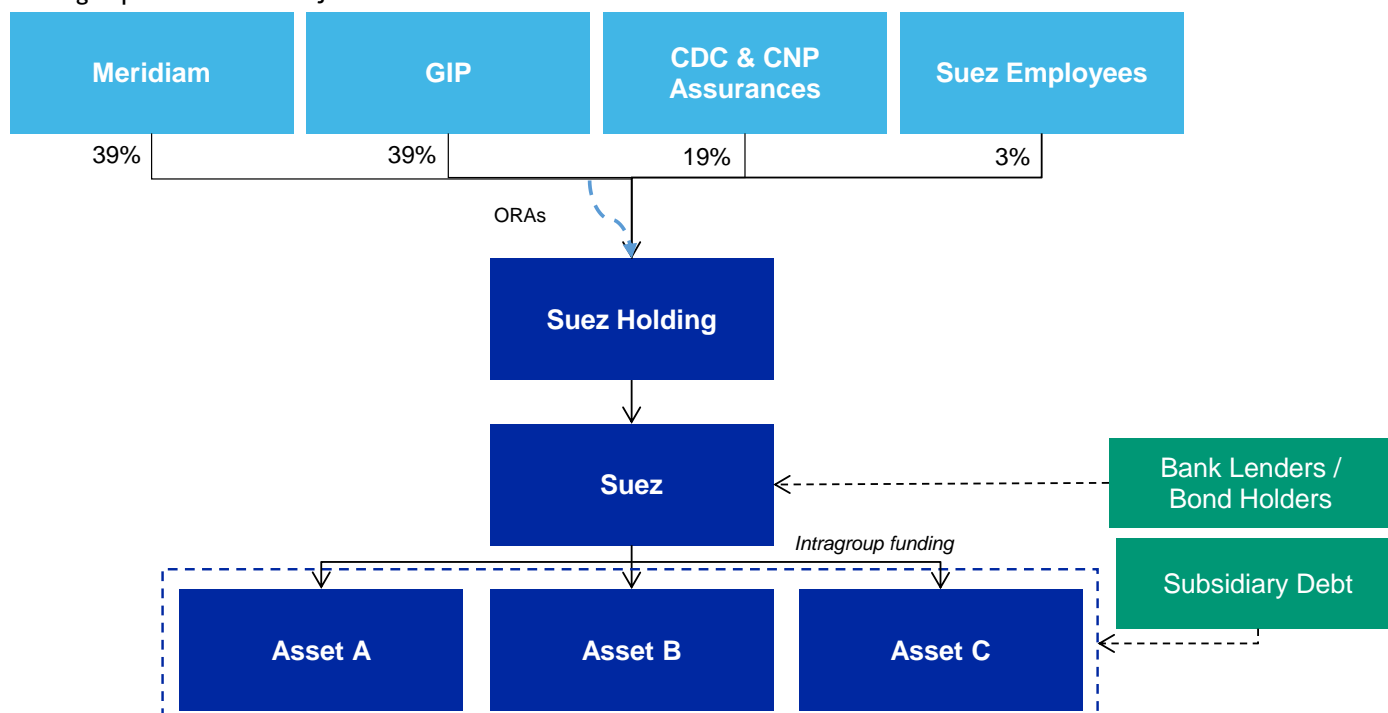 Meridiam
GIP
CDC & CNP
Assurances
Suez Employees
39%
39%
19%
3%
ORAs
Suez Holding
Suez
Bank Lenders /
Bond Holders
Intragroup funding
Subsidiary Debt
Asset A
Asset B
Asset C